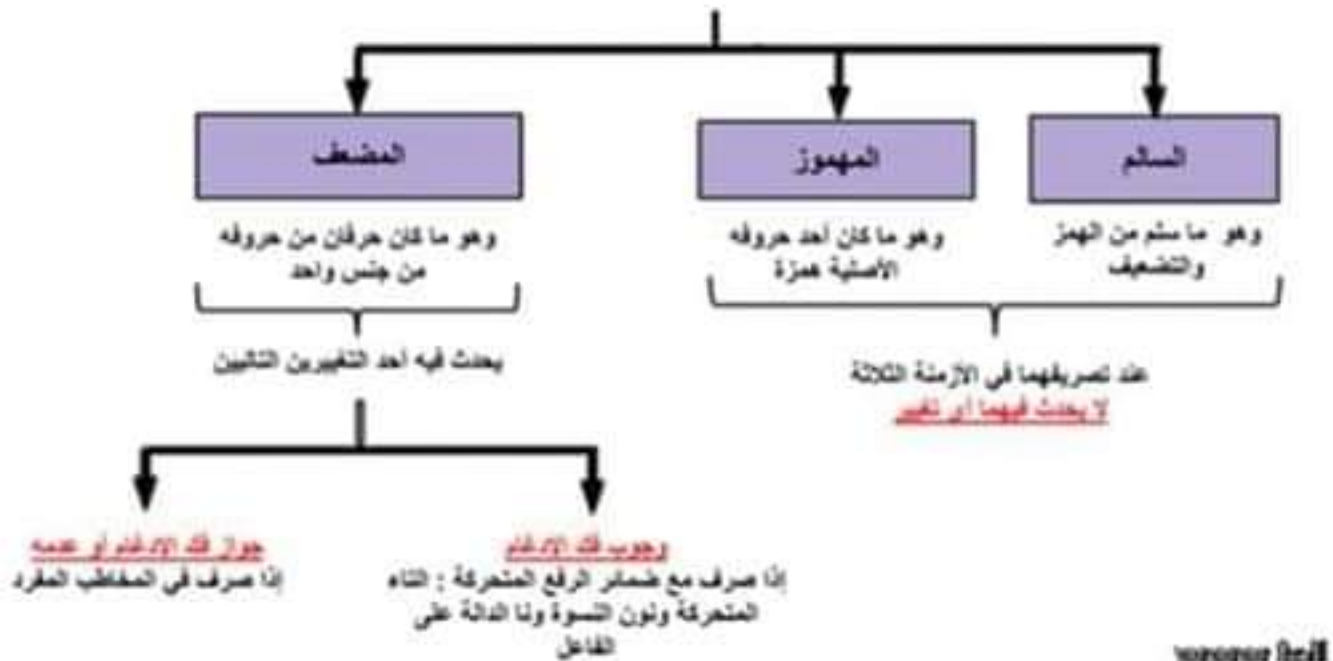 السالم
المهموز
المضعف
وهو ما سلم من الهمز
والتضعيف
وهو ما كان أحد حروفه
الأصلية همزة
وهو ما كان حرفان من حروفه
من جنس واحد
عند تصريفهما في الأزمنة الثلاثة
لا يحدث فيهما أي تغيير
يحدث فيه أحد التغييرين التاليين
وجوب فك الادغام
إذا صرف مع ضمائر الرفع المتحركة : التاء
المتحركة ونون النسوة ونا الدالة على
الفاعل
جواز فك الادغام أو عدمه
إذا صرف في المخاطب المفرد